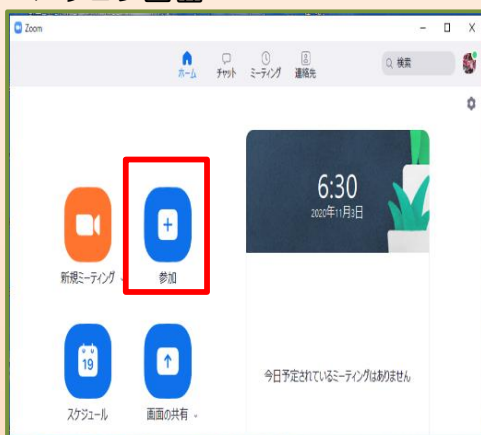 Zoom
ホーム チャット ミーティング 連絡先
検索
6:30
2020年11月3日
新規ミーティング
参加
19
スケジュール
画面の共有
今日予定されているミーティングはありません